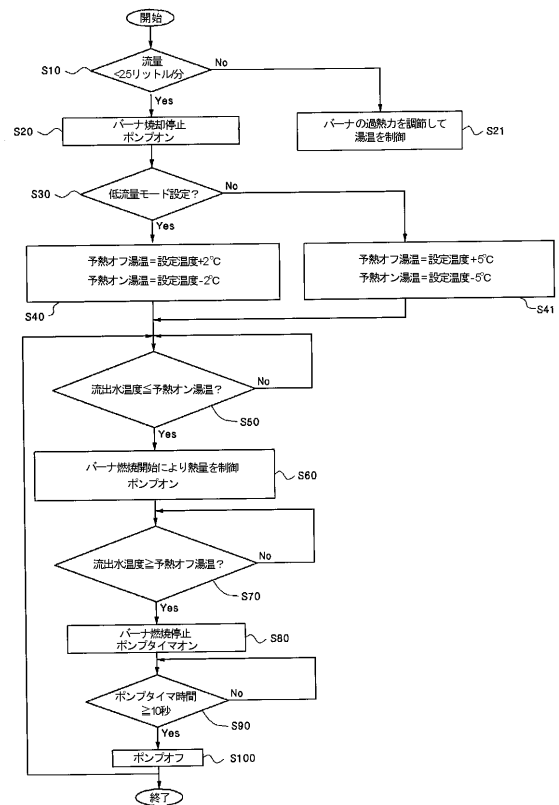 開始
流量
<2.5リットル/分
No
S10
Yes
バーナ焼却停止
ポンプオン
S20
バーナの過熱力を調節して
湯温を制御
S21
低流量モード設定？
No
S30
Yes
予熱オフ湯温=設定温度+2℃
予熱オン湯温=設定温度-2℃
S40
予熱オフ湯温=設定温度+5℃
予熱オン湯温=設定温度-5℃
S41
流出水温度≦予熱オン湯温？
No
S50
Yes
バーナ燃焼開始により熱量を制御
ポンプオン
S60
流出水温度≧予熱オフ湯温？
No
S70
Yes
バーナ燃焼停止
ポンプタイマオン
S80
ポンプタイマ時間
≧10秒
No
S90
Yes
ポンプオフ
S100
終了